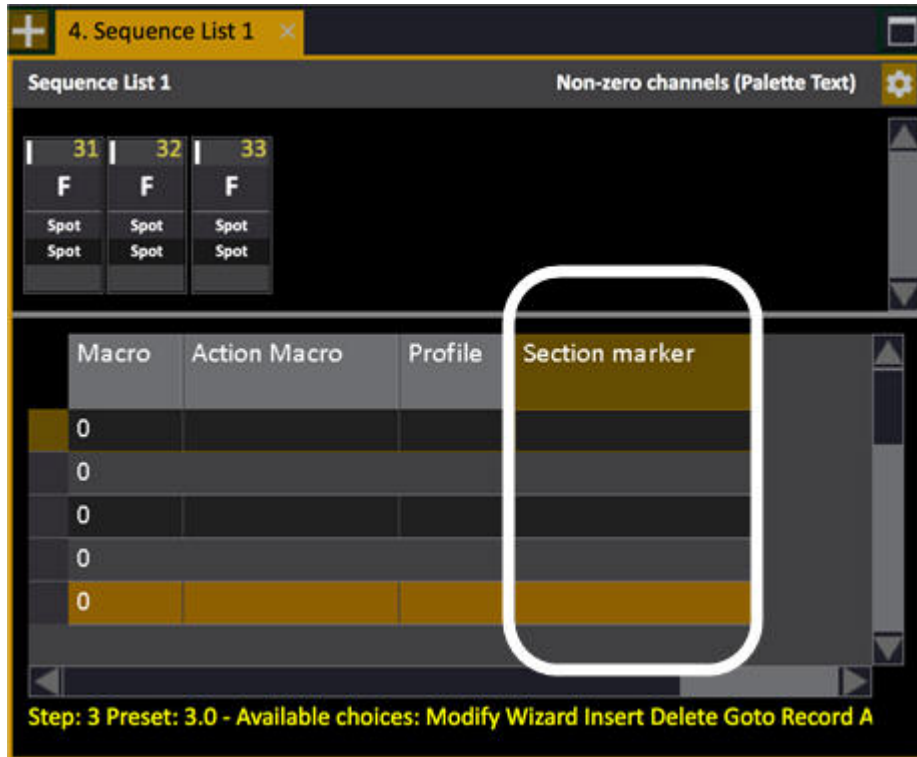 4. Sequence List 1
Sequence List 1 Non-zero channels (Palette Text)
31 32 33
F F F
Spot Spot Spot
Spot Spot Spot
Macro Action Macro Profile Section marker
0
0
0
0
0
Step: 3 Preset: 3.0 - Available choices: Modify Wizard Insert Delete Goto Record A